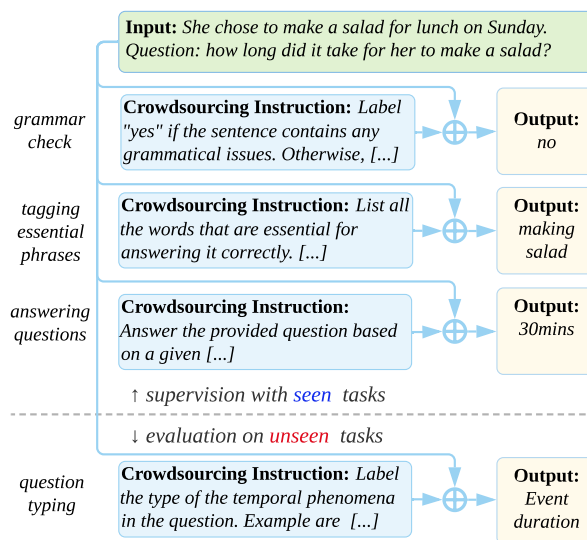 Input: She chose to make a salad for lunch on Sunday.
Question: how long did it take for her to make a salad?
grammar
check
Crowdsourcing Instruction: Label
"yes" if the sentence contains any
grammatical issues. Otherwise, [...]
Output:
no
tagging
essential
phrases
Crowdsourcing Instruction: List all
the words that are essential for
answering it correctly. [...]
Output:
making
salad
answering
questions
Crowdsourcing Instruction:
Answer the provided question based
on a given [...]
Output:
30mins
↑ supervision with seen tasks
↓ evaluation on unseen tasks
question
typing
Crowdsourcing Instruction: Label
the type of the temporal phenomena
in the question. Example are [...]
Output:
Event
duration